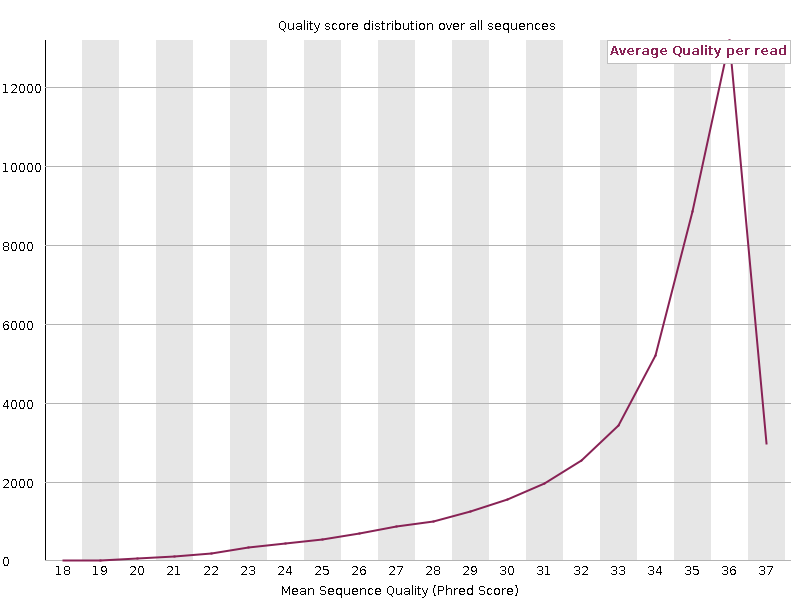 Quality score distribution over all sequences
Average Quality per read
12000
10000
8000
6000
4000
2000
0
18 19 20 21 22 23 24 25 26 27 28 29 30 31 32 33 34 35 36 37
Mean Sequence Quality (Phred Score)